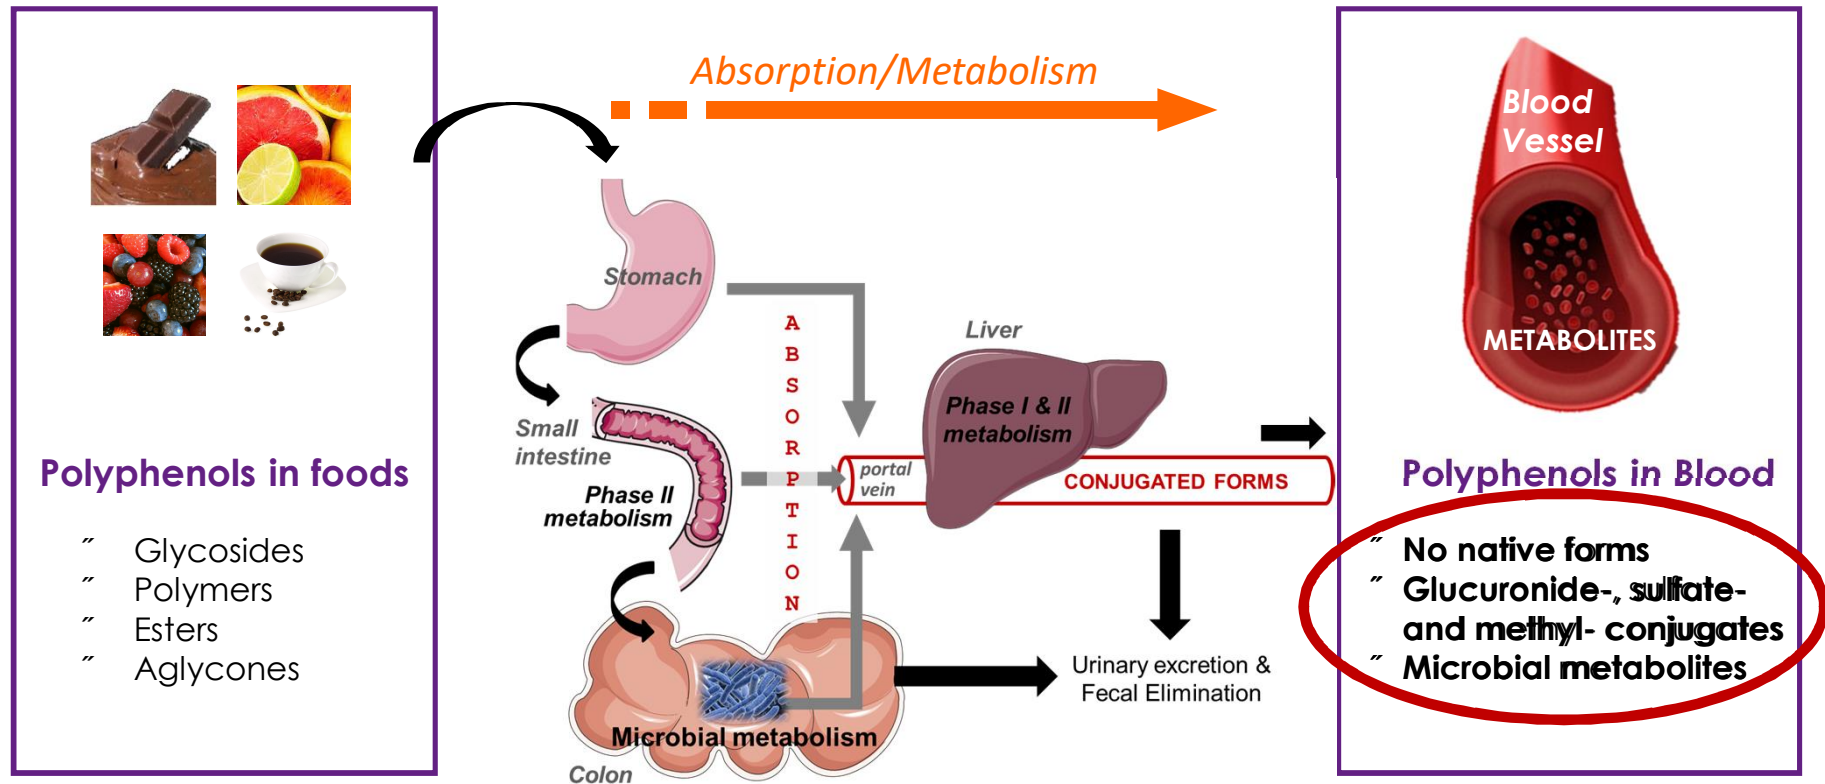 Absorption/Metabolism
Polyphenols in foods
˝ Glycosides
˝ Polymers
˝ Esters
˝ Aglycones
Stomach
Small
intestine
Phase II
metabolism
ABSORPTION
Liver
Phase I & II
metabolism
portal
vein
CONJUGATED FORMS
Microbial metabolism
Colon
Urinary excretion &
Fecal Elimination
Blood
Vessel
METABOLITES
Polyphenols in Blood
˝ No native forms
˝ Glucuronide-, sulfate-
and methyl- conjugates
˝ Microbial metabolites